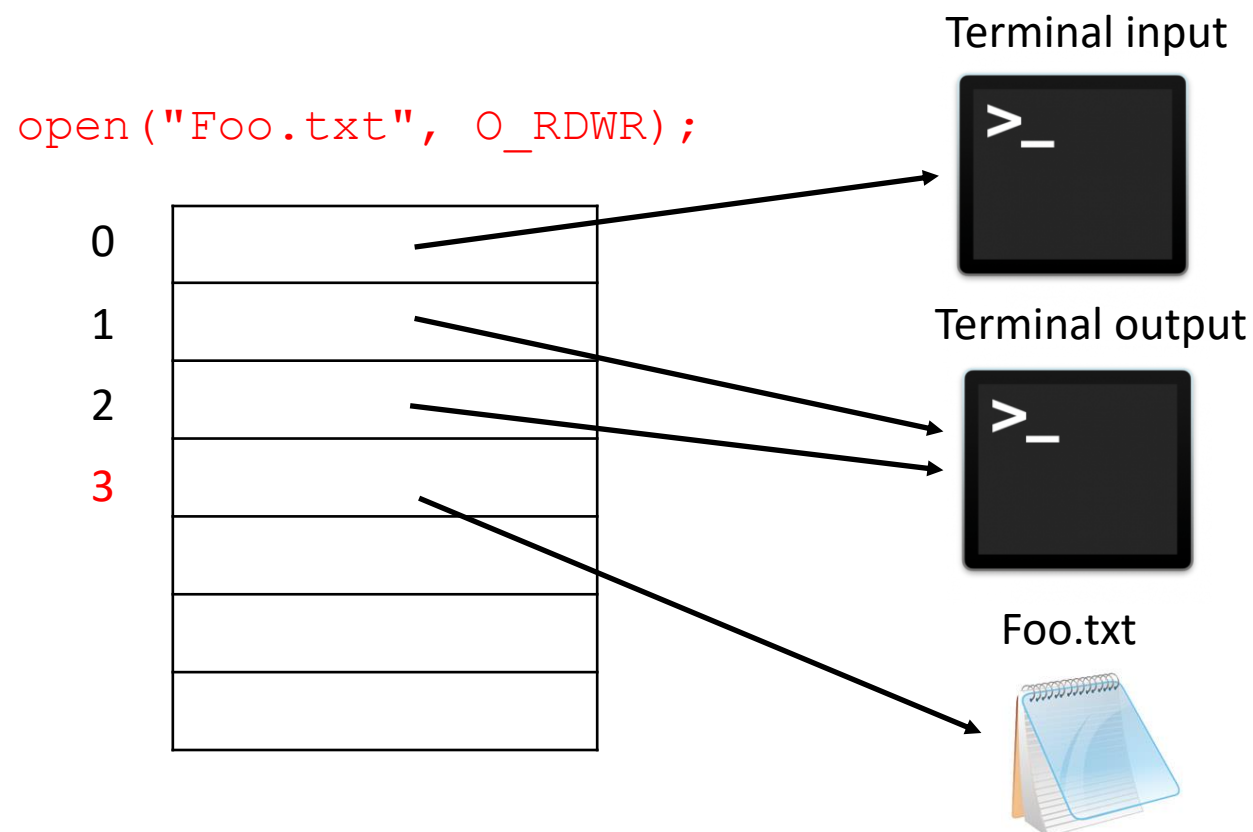 Terminal input
open("Foo.txt", O_RDWR);
>_
0
1
Terminal output
2
>_
3
Foo.txt